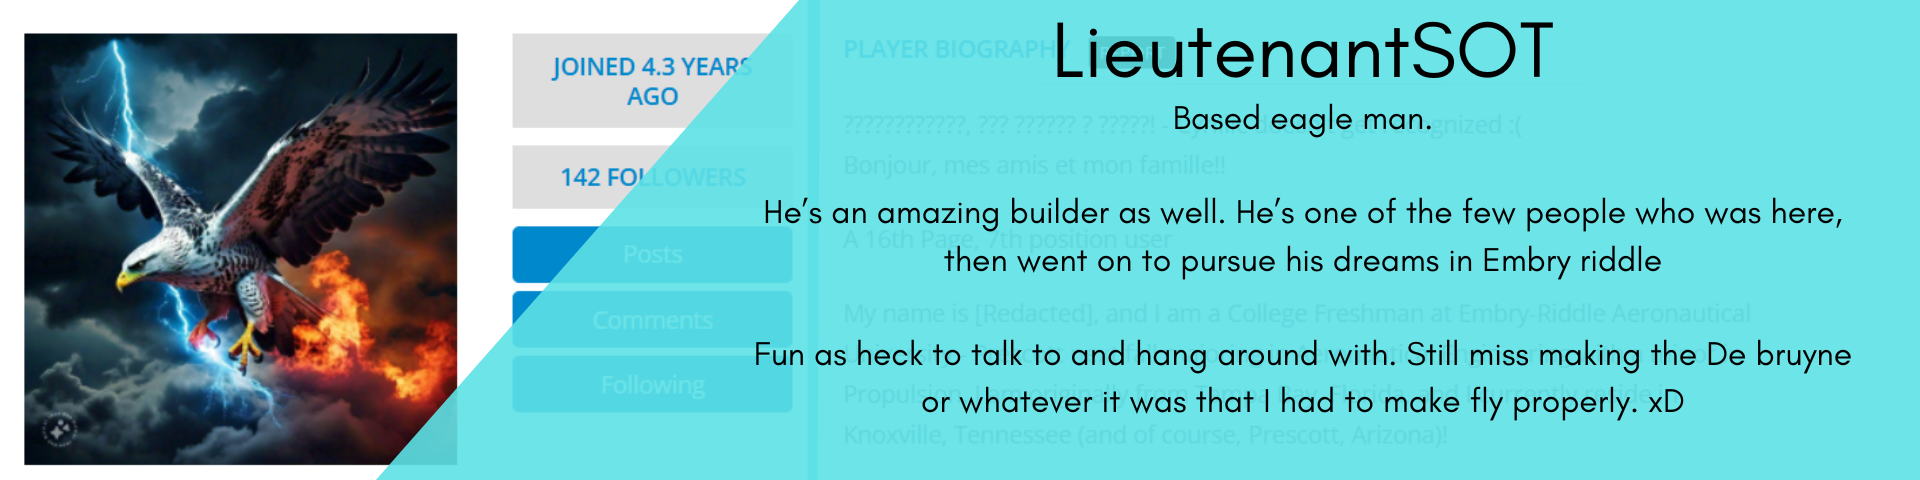 JOINED 4.3 YEARS
AGO
142 FOLLOWERS
Posts
Comments
Following
LieutenantSOT
PLAYER BIOGRAPHY
Based eagle man.
????????????, ??? ?????? ? ?????! -
Bonjour, mes amis et mon famille!!
He's an amazing builder as well. He's one of the few people who was here,
A 16th Page, 7th position user
then went on to pursue his dreams in Embry riddle
My name is [Redacted], and I am a College Freshman at Embry-Riddle Aeronautical
Fun as heck to talk to and hang around with. Still miss making the De bruyne
or whatever it was that I had to make fly properly. xD
Knoxville, Tennessee (and of course, Prescott, Arizona)!